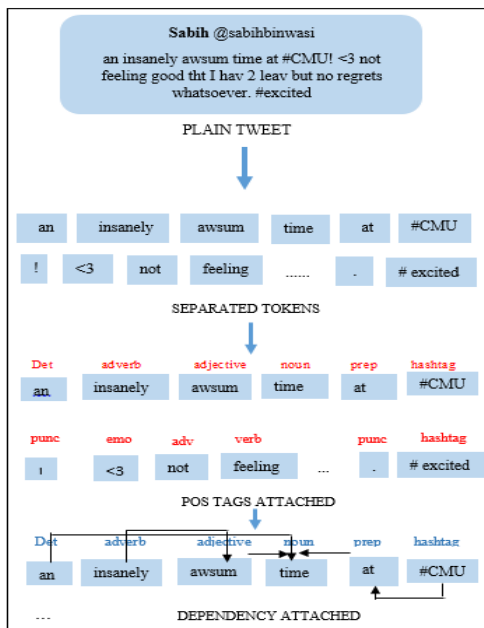 Sabih @sabihbinwasi
an insanely awsum time at #CMU! <3 not
feeling good tht I hav 2 leav but no regrets
whatsoever. #excited
PLAIN TWEET
an insanely awsum time at #CMU
! <3 not feeling ...... . # excited
SEPARATED TOKENS
Det adverb adjective noun prep hashtag
an insanely awsum time at #CMU
punc emo adv verb punc hashtag
! <3 not feeling ... . # excited
POS TAGS ATTACHED
Det adverb adjective noun prep hashtag
an insanely awsum time at #CMU
... DEPENDENCY ATTACHED